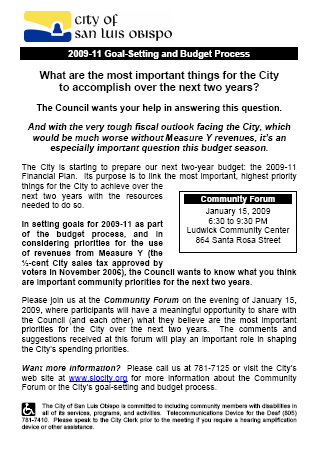 city of
san luis obispo
2009-11 Goal-Setting and Budget Process
What are the most important things for the City
to accomplish over the next two years?
The Council wants your help in answering this question.
And with the very tough fiscal outlook facing the City, which
would be much worse without Measure Y revenues, it's an
especially important question this budget season.
The City is starting to prepare our new two-year budget: the 2009-11
Financial Plan. Its purpose is to link the most important, highest priority
things for the City to achieve over the
next two years with the resources
needed to do so.
Community Forum
January 15, 2009
6:30 to 9:30 PM
Ludwick Community Center
864 Santa Rosa Street
In setting goals for 2009-11 as part
of the budget process, and in
considering priorities for the use
of revenues from Measure Y (the
½-cent City sales tax approved by
voters in November 2006), the Council wants to know what you think
are important community priorities for the next two years.
Please join us at the Community Forum on the evening of January 15,
2009, where participants will have a meaningful opportunity to share with
the Council (and each other) what they believe are the most important
priorities for the City over the next two years. The comments and
suggestions received at this forum will play an important role in shaping
the City's spending priorities.
Want more information? Please call us at 781-7125 or visit the City's
web site at www.slocity.org for more information about the Community
Forum or the City's goal-setting and budget process.
The City of San Luis Obispo is committed to including community members with disabilities in
all of its services, programs, and activities. Telecommunications Device for the Deaf (805)
781-7410. Please speak to the City Clerk prior to the meeting if you require a hearing amplification
device or other assistance.